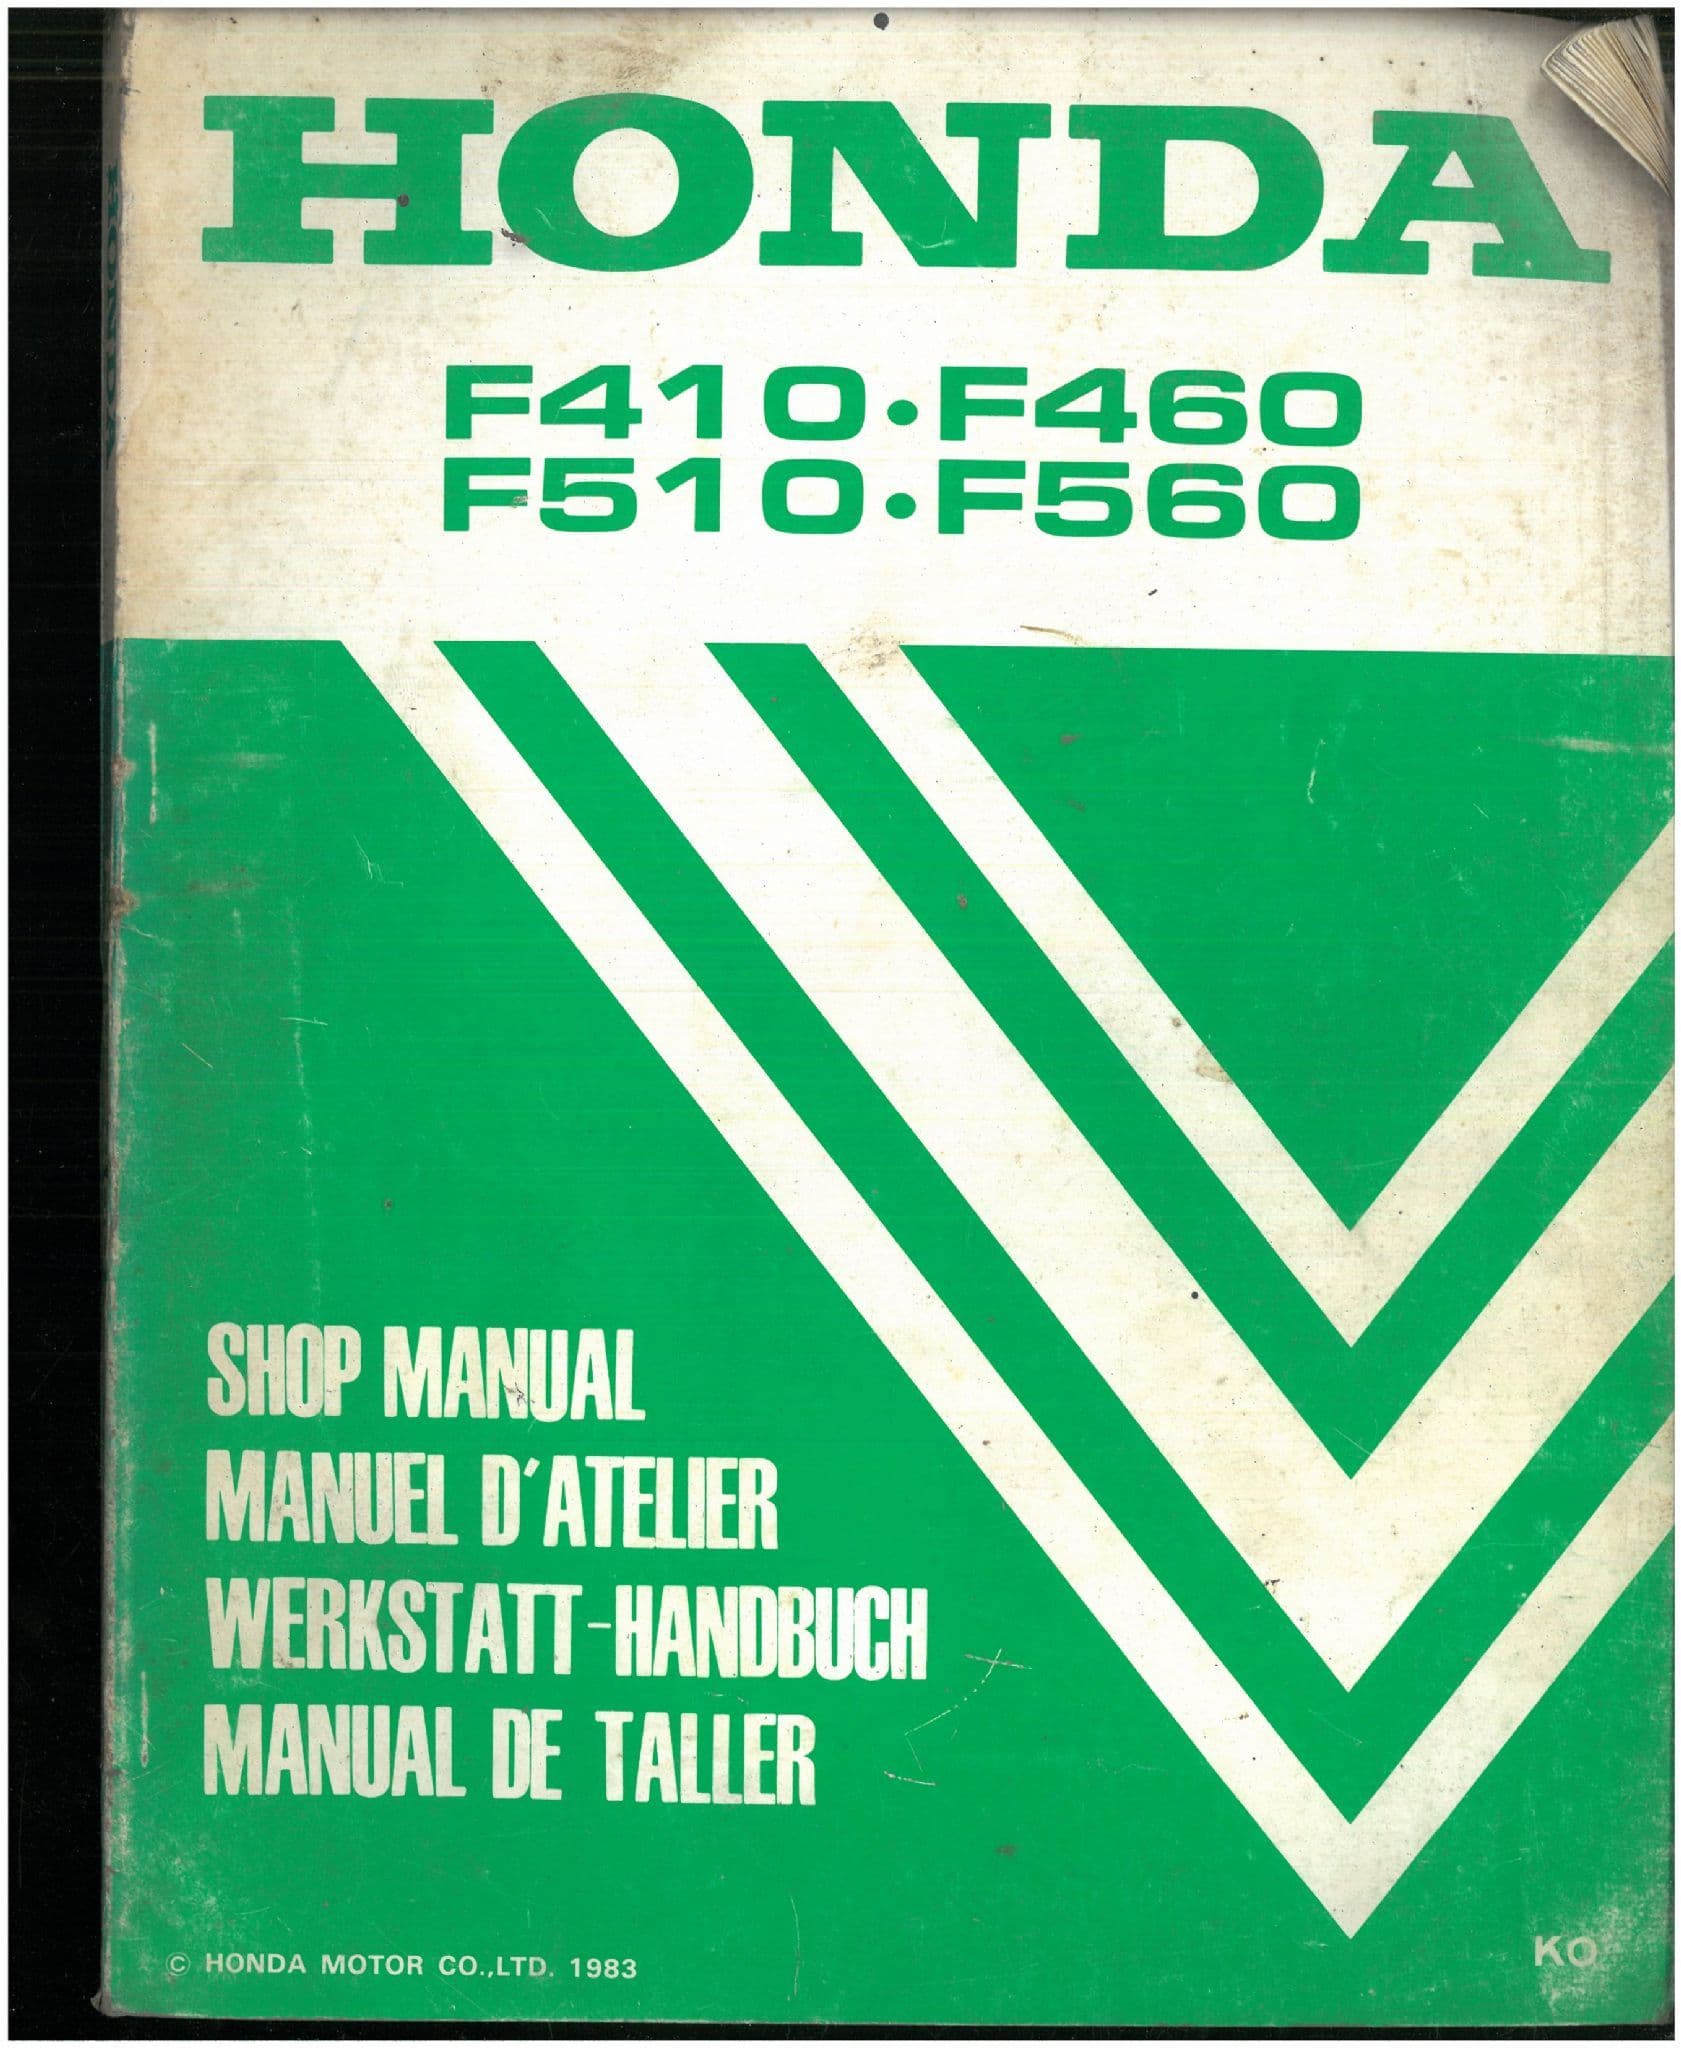 HONDA
F410•F460
F510•F560
SHOP MANUAL
MANUEL D'ATELIER
WERKSTATT-HANDBUCH
MANUAL DE TALLER
© HONDA MOTOR CO.,LTD. 1983
KO
HONDA